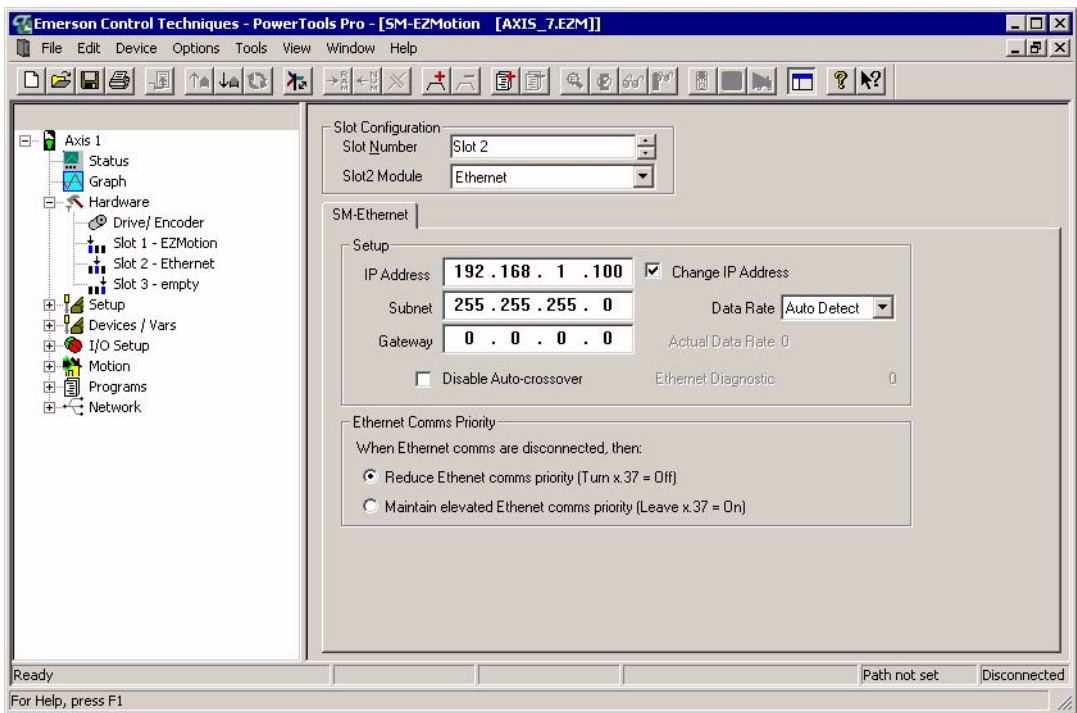 Emerson Control Techniques - PowerTools Pro - [SM-EZMotion [AXIS_7.EZM]]
File Edit Device Options Tools View Window Help
Axis 1
Status
Graph
Hardware
Drive/ Encoder
Slot 1 - EZMotion
Slot 2 - Ethernet
Slot 3 - empty
Setup
Devices / Vars
I/O Setup
Motion
Programs
Network
Slot Configuration
Slot Number Slot 2
Slot2 Module Ethernet
SM-Ethernet
Setup
IP Address 192 .168 . 1 .100 Change IP Address
Subnet 255 .255 .255 . 0 Data Rate Auto Detect
Gateway 0 . 0 . 0 . 0 Actual Data Rate 0
Disable Auto-crossover Ethernet Diagnostic 0
Ethernet Comms Priority
When Ethernet comms are disconnected, then:
Reduce Ethenet comms priority (Turn x.37 = Off)
Maintain elevated Ethenet comms priority (Leave x.37 = On)
Ready Path not set Disconnected
For Help, press F1